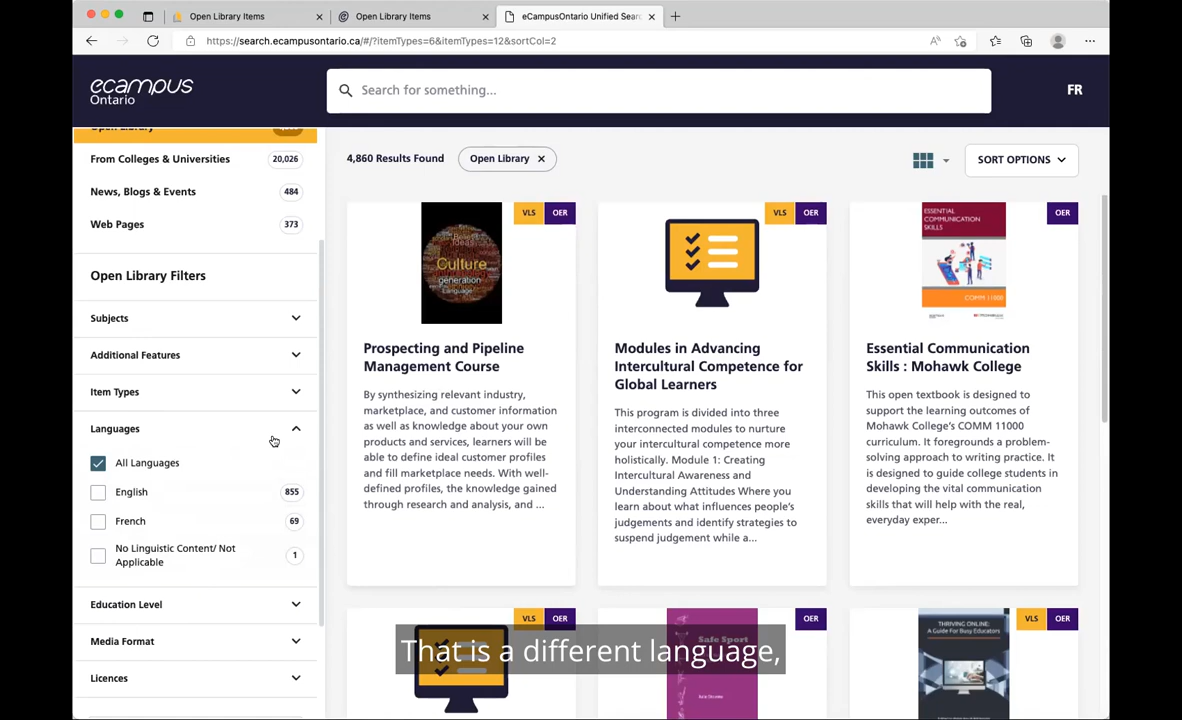 Open Library Items
Open Library Items
eCampusOntario Unified Sear
https://search.ecampusontario.ca/#/?itemTypes=6&itemTypes=12&sortCol=2
ecampus
Ontario
Search for something...
FR
Open Library
From Colleges & Universities 20,026
News, Blogs & Events 484
Web Pages 373
Open Library Filters
Subjects
Additional Features
Item Types
Languages
All Languages
English 855
French 69
No Linguistic Content/ Not
Applicable 1
Education Level
Media Format
Licences
4,860 Results Found
Open Library
SORT OPTIONS
VLS OER
Culture
generation
Language
Prospecting and Pipeline
Management Course
By synthesizing relevant industry,
marketplace, and customer information
as well as knowledge about your own
products and services, learners will be
able to define ideal customer profiles
and fill marketplace needs. With well-
defined profiles, the knowledge gained
through research and analysis, and ...
VLS OER
Modules in Advancing
Intercultural Competence for
Global Learners
This program is divided into three
interconnected modules to nurture
your intercultural competence more
holistically. Module 1: Creating
Intercultural Awareness and
Understanding Attitudes Where you
learn about what influences people's
judgements and identify strategies to
suspend judgement while a...
OER
ESSENTIAL
COMMUNICATION
SKILLS
COMM 11000
Essential Communication
Skills : Mohawk College
This open textbook is designed to
support the learning outcomes of
Mohawk College's COMM 11000
curriculum. It foregrounds a problem-
solving approach to writing practice. It
is designed to guide college students in
developing the vital communication
skills that will help with the real,
everyday exper...
VLS OER
OER
Safe Sport
VLS OER
THRIVING ONLINE:
A Guide For Busy Educators
That is a different language,